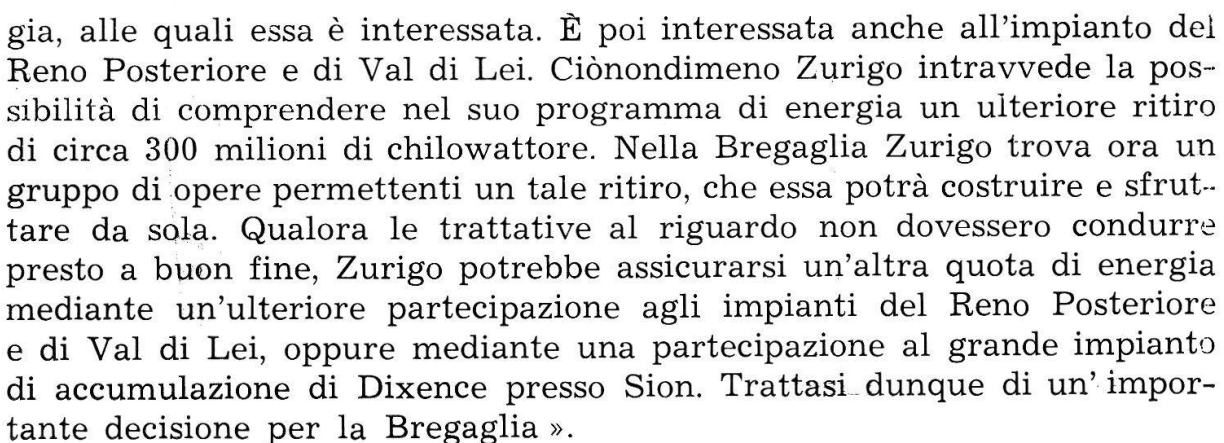 gia, alle quali essa è interessata. È poi interessata anche all'impianto del
Reno Posteriore e di Val di Lei. Ciònondimeno Zurigo intravvede la pos-
sibilità di comprendere nel suo programma di energia un ulteriore ritiro
di circa 300 milioni di chilowattore. Nella Bregaglia Zurigo trova ora un
gruppo di opere permettenti un tale ritiro, che essa potrà costruire e sfrut-
tare da sola. Qualora le trattative al riguardo non dovessero condurre
presto a buon fine, Zurigo potrebbe assicurarsi un'altra quota di energia
mediante un'ulteriore partecipazione agli impianti del Reno Posteriore
e di Val di Lei, oppure mediante una partecipazione al grande impianto
di accumulazione di Dixence presso Sion. Trattasi dunque di un' impor-
tante decisione per la Bregaglia ».